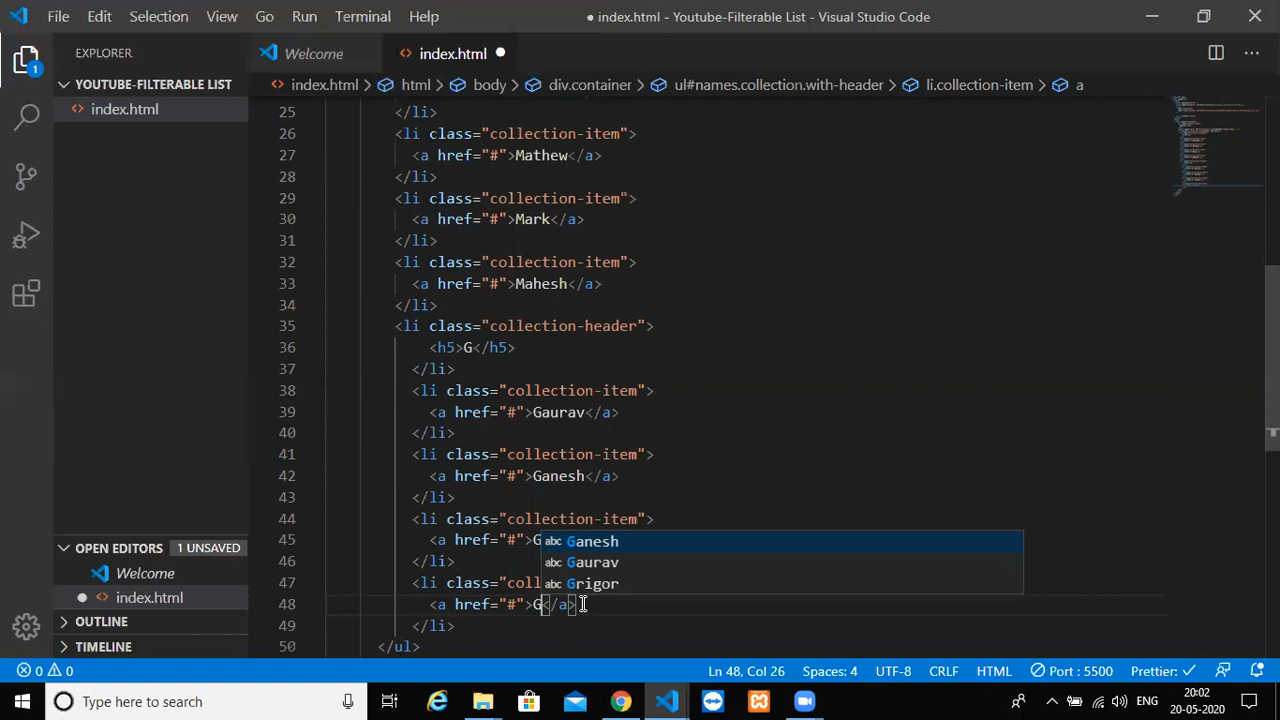 File Edit Selection View Go Run Terminal Help ● index.html - Youtube-Filterable List - Visual Studio Code
EXPLORER
Welcome
index.html
YOUTUBE-FILTERABLE LIST
index.html > html > body > div.container > ul#names.collection.with-header > li.collection-item > a
index.html
25 </li>
26 <li class="collection-item">
27 <a href="#">Mathew</a>
28 </li>
29 <li class="collection-item">
30 <a href="#">Mark</a>
31 </li>
32 <li class="collection-item">
33 <a href="#">Mahesh</a>
34 </li>
35 <li class="collection-header">
36 <h5>G</h5>
37 </li>
38 <li class="collection-item">
39 <a href="#">Gaurav</a>
40 </li>
41 <li class="collection-item">
42 <a href="#">Ganesh</a>
43 </li>
44 <li class="collection-item">
45 <a href="#">G
46 </li>
47 <li class="coll
48 <a href="#">G</a>
49 </li>
50 </ul>
abc Ganesh
abc Gaurav
abc Grigor
OPEN EDITORS 1 UNSAVED
Welcome
● index.html
OUTLINE
TIMELINE
1
0 0 Ln 48, Col 26 Spaces: 4 UTF-8 CRLF HTML Port : 5500 Prettier: ✓
Type here to search
ENG
20:02
20-05-2020